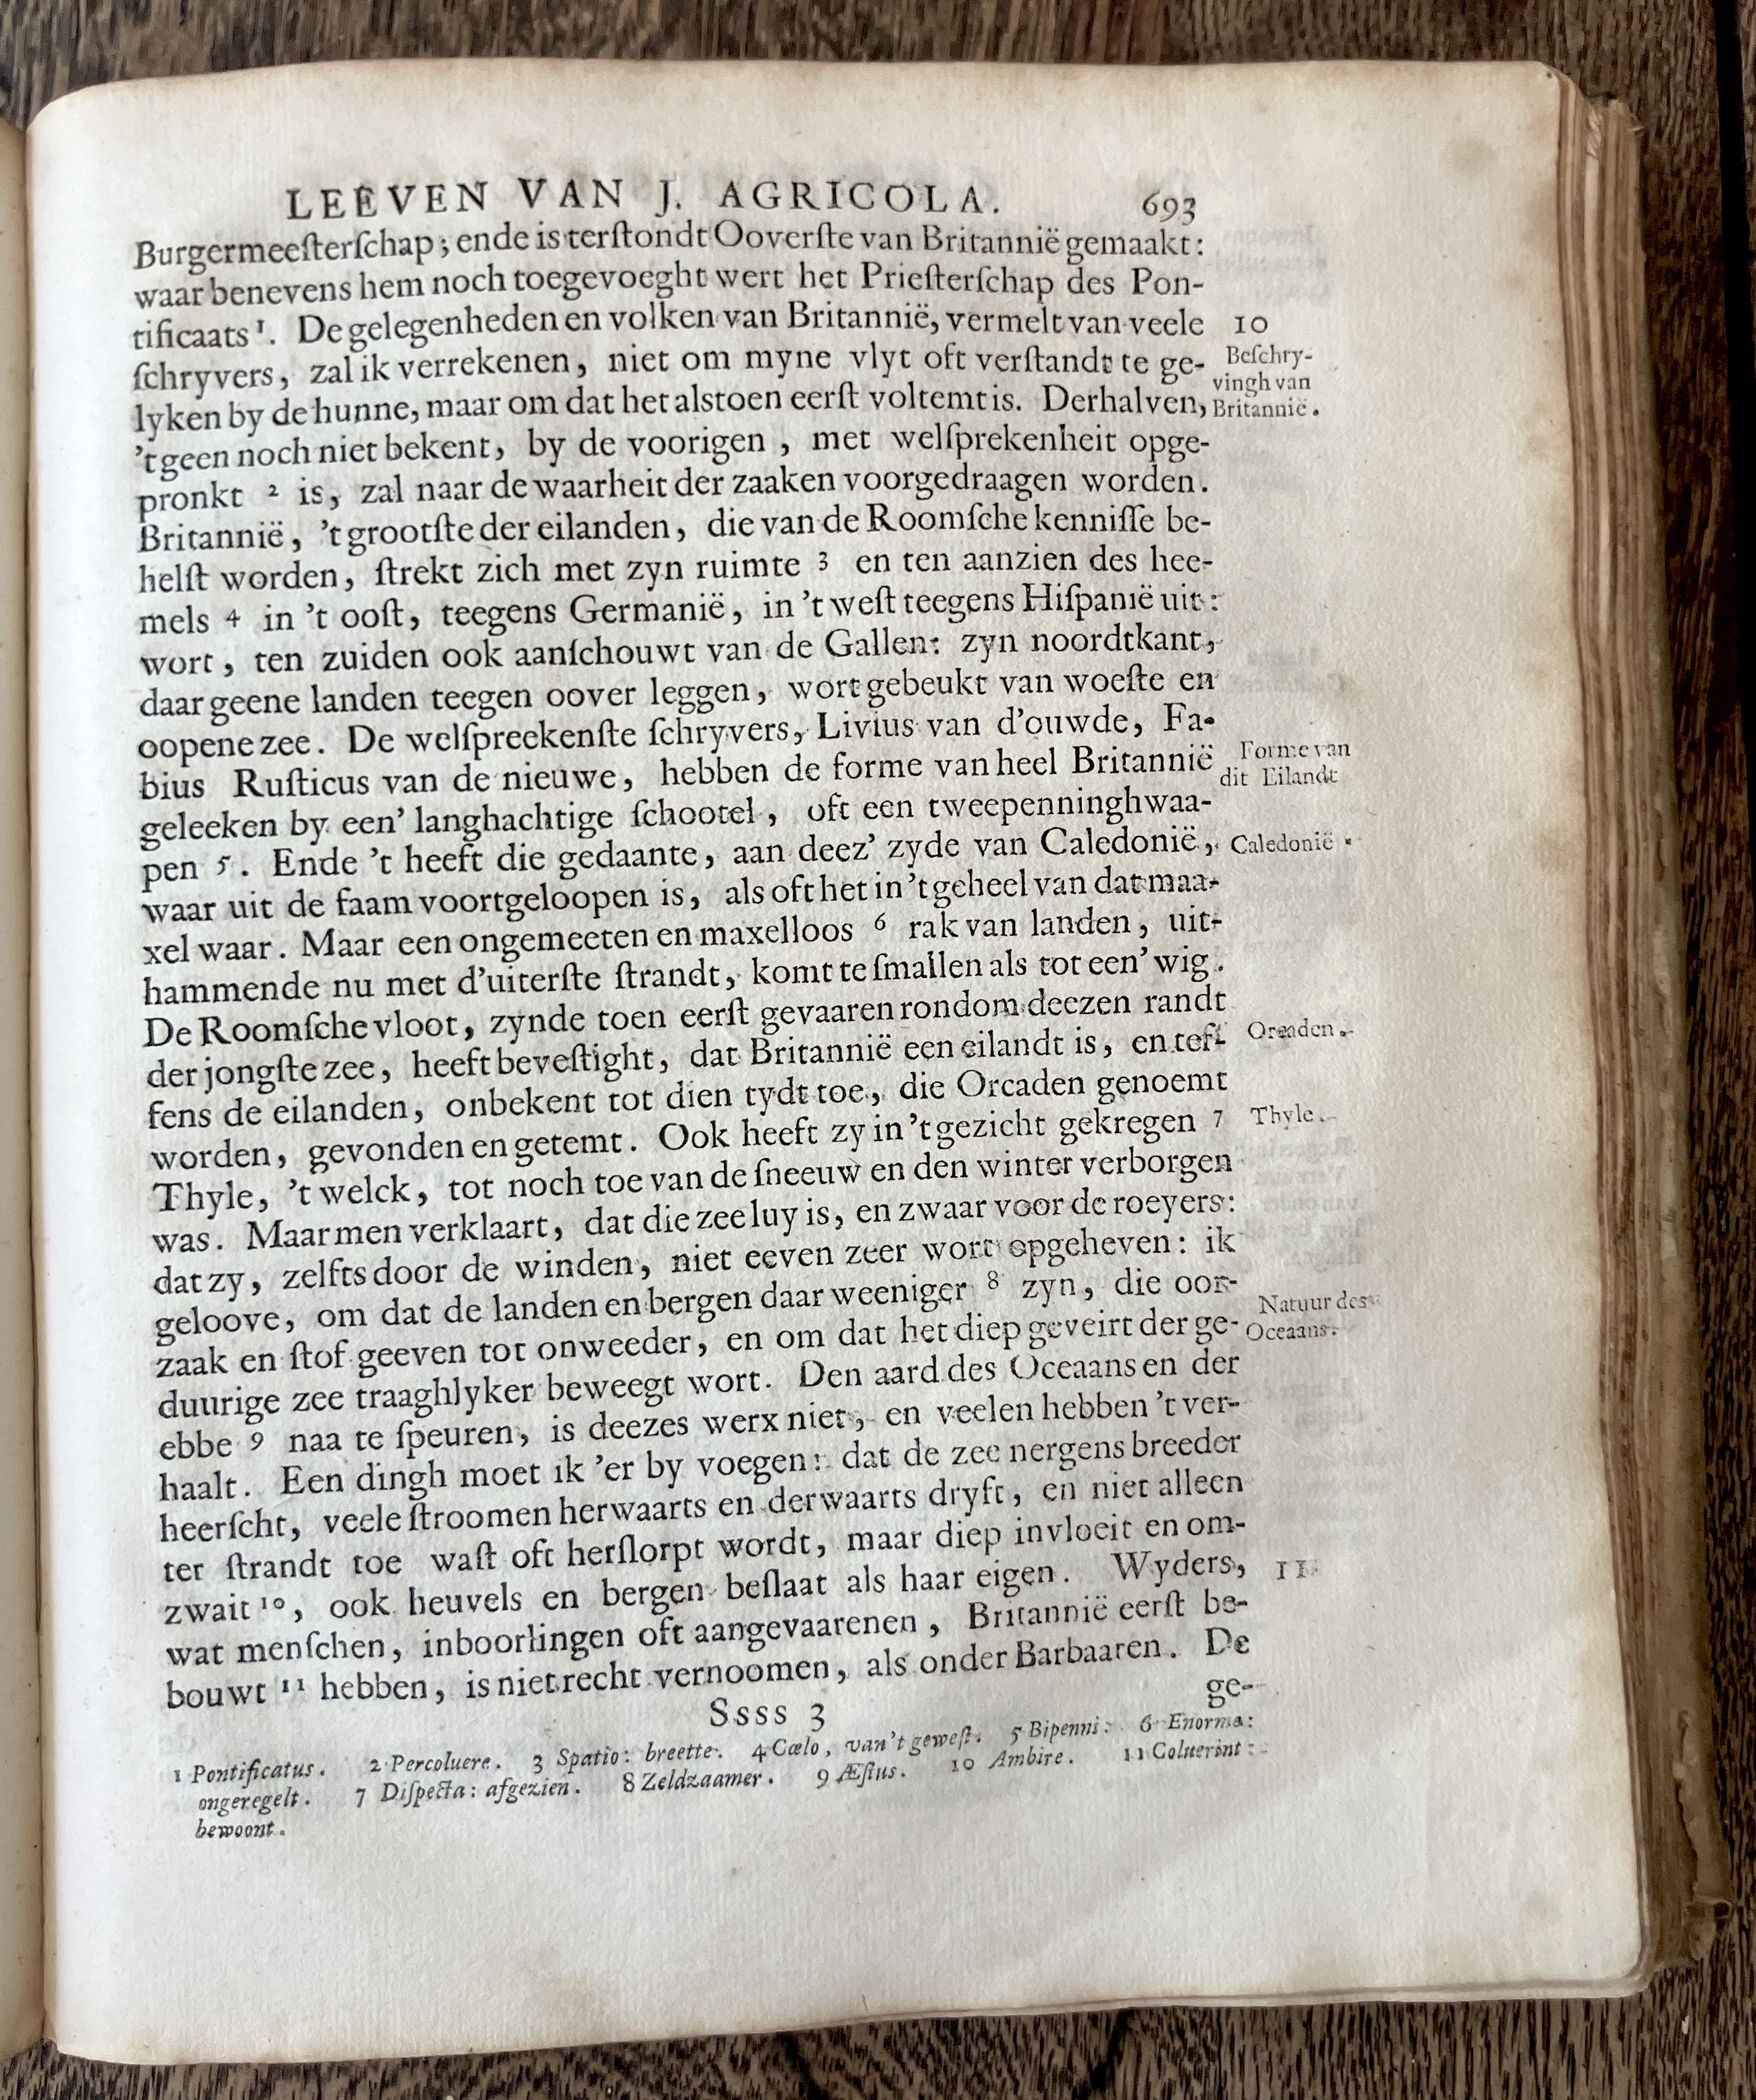 LEEVEN VAN J. AGRICOLA. 693
Burgermeeſterſchap; ende is terſtondt Ooverſte van Britannië gemaakt:
waar benevens hem noch toegevoeght wert het Prieſterſchap des Pon-
tificaats ¹. De gelegenheden en volken van Britannië, vermelt van veele
10
ſchryvers, zal ik verrekenen, niet om myne vlyt oft verſtandt te ge-
Beſchry-
vingh van
Britannië.
lyken by de hunne, maar om dat het alstoen eerſt voltemt is. Derhalven,
't geen noch niet bekent, by de voorigen, met welſprekenheit opge-
pronkt ² is, zal naar de waarheit der zaaken voorgedraagen worden.
Britannië, 't grootſte der eilanden, die van de Roomſche kenniſſe be-
helſt worden, ſtrekt zich met zyn ruimte ³ en ten aanzien des hee-
mels ⁴ in 't ooſt, teegens Germanië, in 't weſt teegens Hiſpanië uit:
wort, ten zuiden ook aanſchouwt van de Gallen: zyn noordtkant,
daar geene landen teegen oover leggen, wort gebeukt van woeſte en
oopene zee. De welſpreekenſte ſchryvers, Livius van d'ouwde, Fa-
bius Ruſticus van de nieuwe, hebben de forme van heel Britannië
Forme van
dit Eilandt
geleeken by een' langhachtige ſchootel, oft een tweepenninghwaa-
pen ⁵. Ende 't heeft die gedaante, aan deez' zyde van Caledonië,
Caledonië.
waar uit de faam voortgeloopen is, als oft het in 't geheel van dat maa-
xel waar. Maar een ongemeeten en maxelloos ⁶ rak van landen, uit-
hammende nu met d'uiterſte ſtrandt, komt te ſmallen als tot een' wig.
De Roomſche vloot, zynde toen eerſt gevaaren rondom deezen randt
der jongſte zee, heeft beveſtight, dat Britannië een eilandt is, en tef-
Orcaden.
fens de eilanden, onbekent tot dien tydt toe, die Orcaden genoemt
worden, gevonden en getemt. Ook heeft zy in 't gezicht gekregen ⁷
Thyle.
Thyle, 't welck, tot noch toe van de ſneeuw en den winter verborgen
was. Maar men verklaart, dat die zee luy is, en zwaar voor de roeyers:
dat zy, zelfts door de winden, niet eeven zeer wort opgeheven: ik
geloove, om dat de landen en bergen daar weeniger ⁸ zyn, die oor-
zaak en ſtof geeven tot onweeder, en om dat het diep geveirt der ge-
Natuur des
Oceaans.
duurige zee traaghlyker beweegt wort. Den aard des Oceaans en der
ebbe ⁹ naa te ſpeuren, is deezes werx niet, en veelen hebben 't ver-
haalt. Een dingh moet ik 'er by voegen: dat de zee nergens breeder
heerſcht, veele ſtroomen herwaarts en derwaarts dryft, en niet alleen
ter ſtrandt toe waſt oft herſlorpt wordt, maar diep invloeit en om-
zwait ¹⁰, ook heuvels en bergen beſlaat als haar eigen. Wyders,
11
wat menſchen, inboorlingen oft aangevaarenen, Britannië eerſt be-
bouwt ¹¹ hebben, is niet recht vernoomen, als onder Barbaaren. De
ge-
Ssss 3
1 Pontificatus. 2 Percoluere. 3 Spatio: breette. 4 Cœlo, van't geweſt. 5 Bipenni: 6 Enorma:
ongeregelt. 7 Diſpecta: afgezien. 8 Zeldzaamer. 9 Æſtus. 10 Ambire. 11 Coluerint:
bewoont.